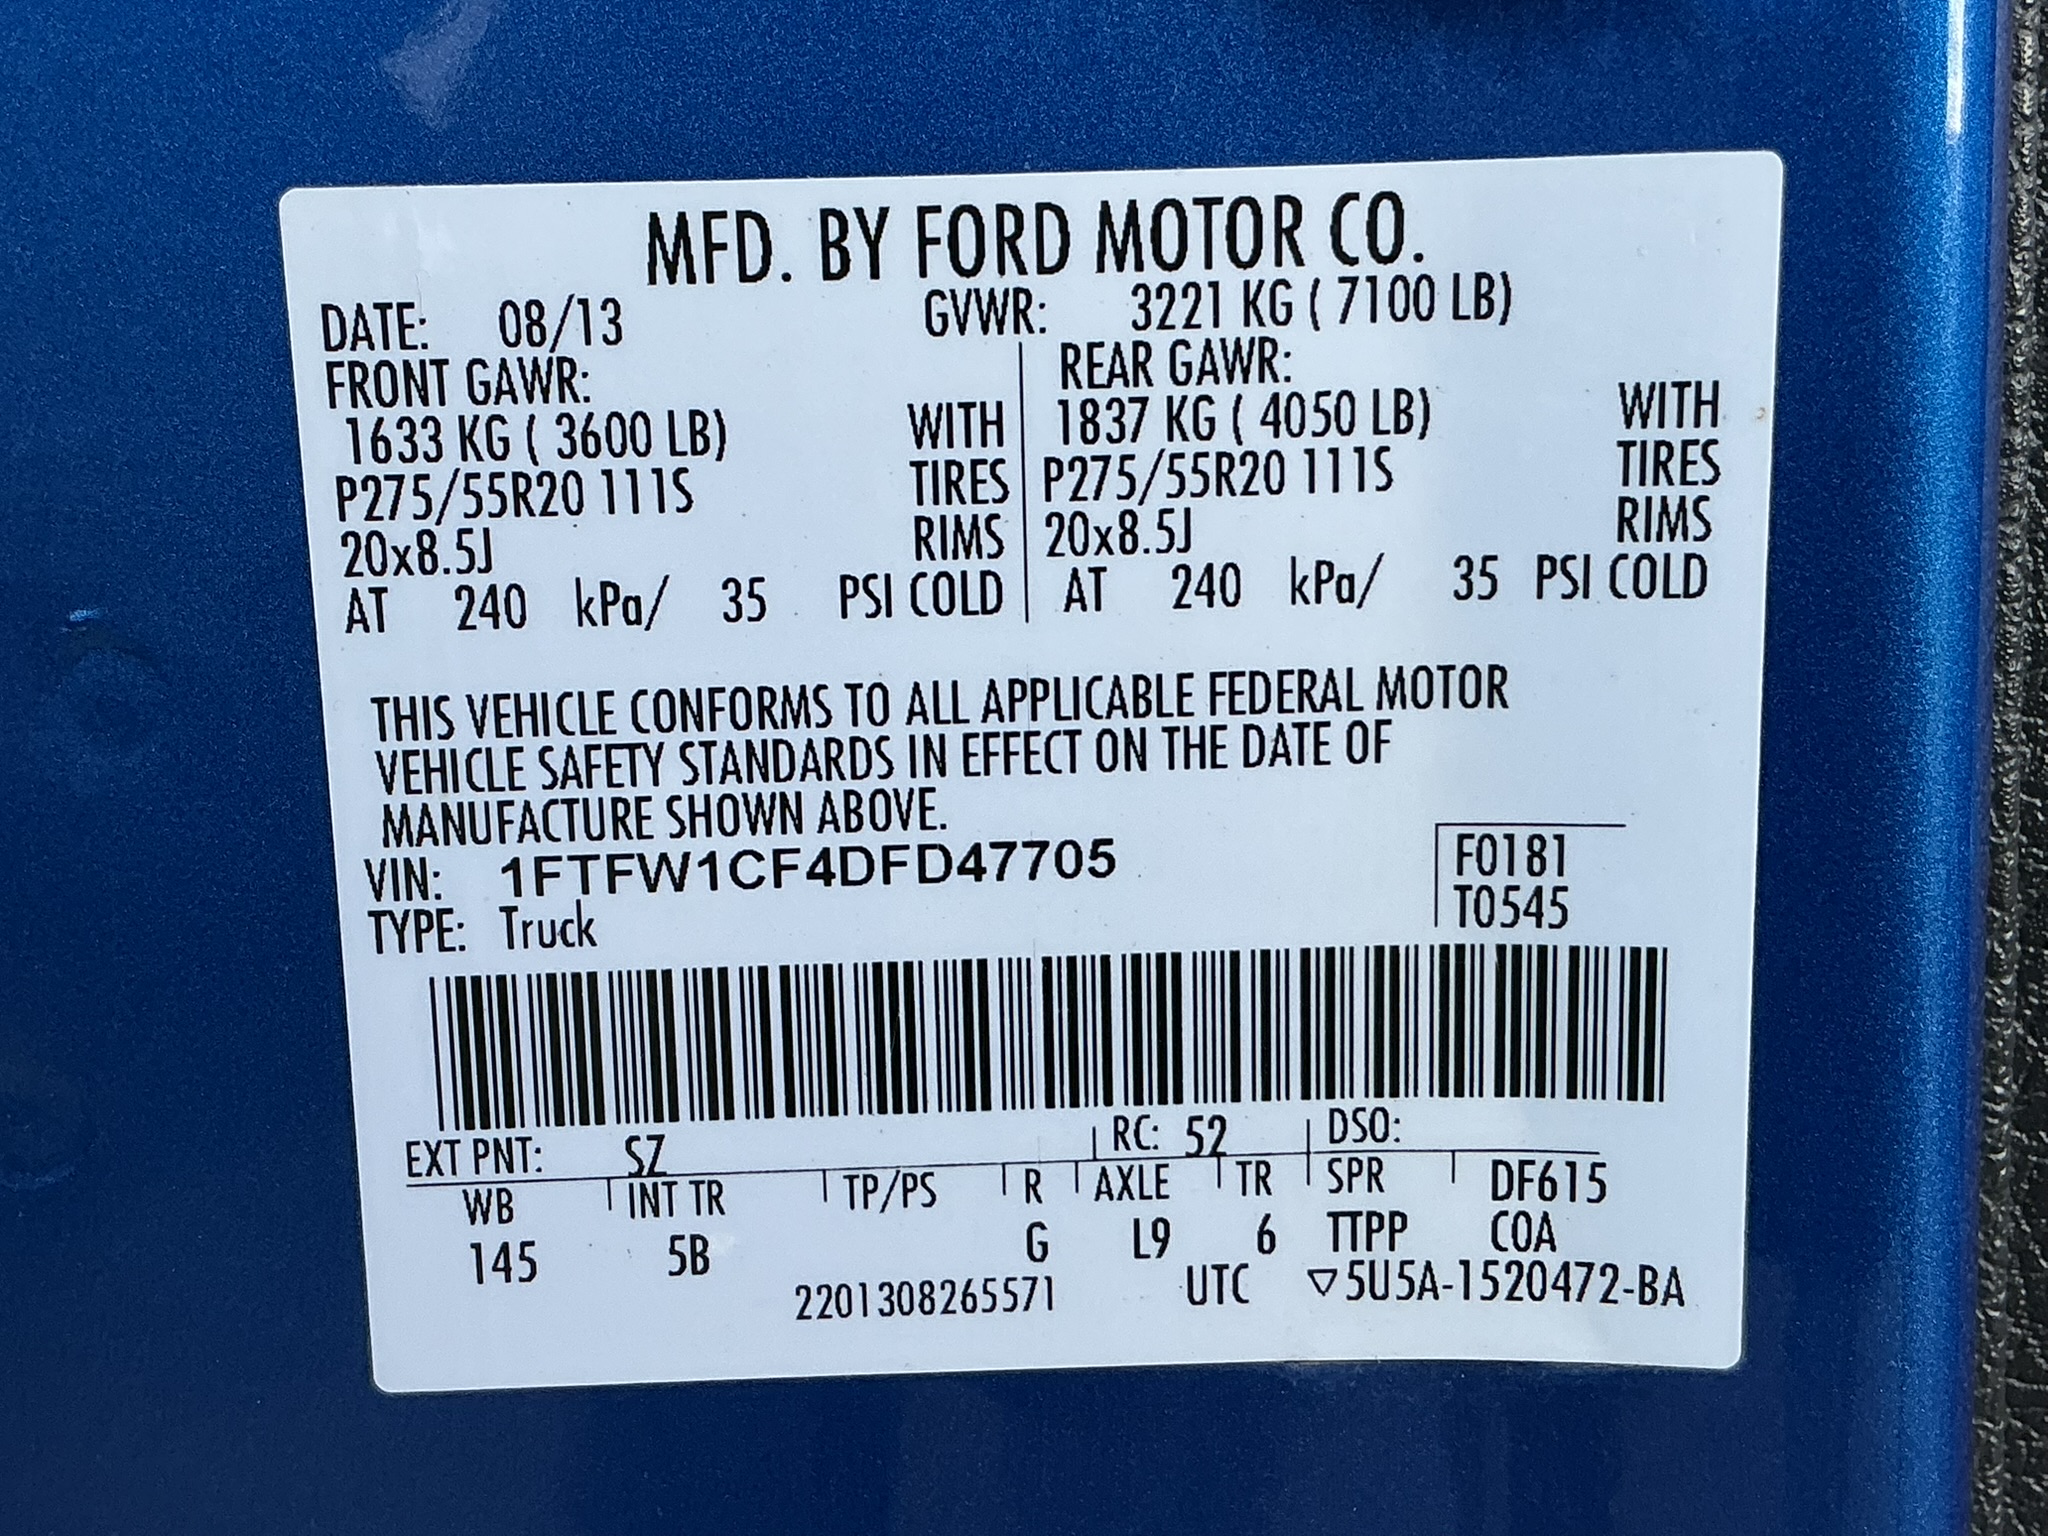 MFD. BY FORD MOTOR CO.
DATE: 08/13 GVWR: 3221 KG ( 7100 LB)
FRONT GAWR: REAR GAWR:
1633 KG ( 3600 LB) WITH 1837 KG ( 4050 LB) WITH
P275/55R20 111S TIRES P275/55R20 111S TIRES
20x8.5J RIMS 20x8.5J RIMS
AT 240 kPa/ 35 PSI COLD AT 240 kPa/ 35 PSI COLD
THIS VEHICLE CONFORMS TO ALL APPLICABLE FEDERAL MOTOR
VEHICLE SAFETY STANDARDS IN EFFECT ON THE DATE OF
MANUFACTURE SHOWN ABOVE.
VIN: 1FTFW1CF4DFD47705 F0181
TYPE: Truck T0545
EXT PNT: SZ RC: 52 DSO:
WB INT TR TP/PS R AXLE TR SPR DF615
145 5B G L9 6 TTPP COA
2201308265571 UTC ▽5U5A-1520472-BA